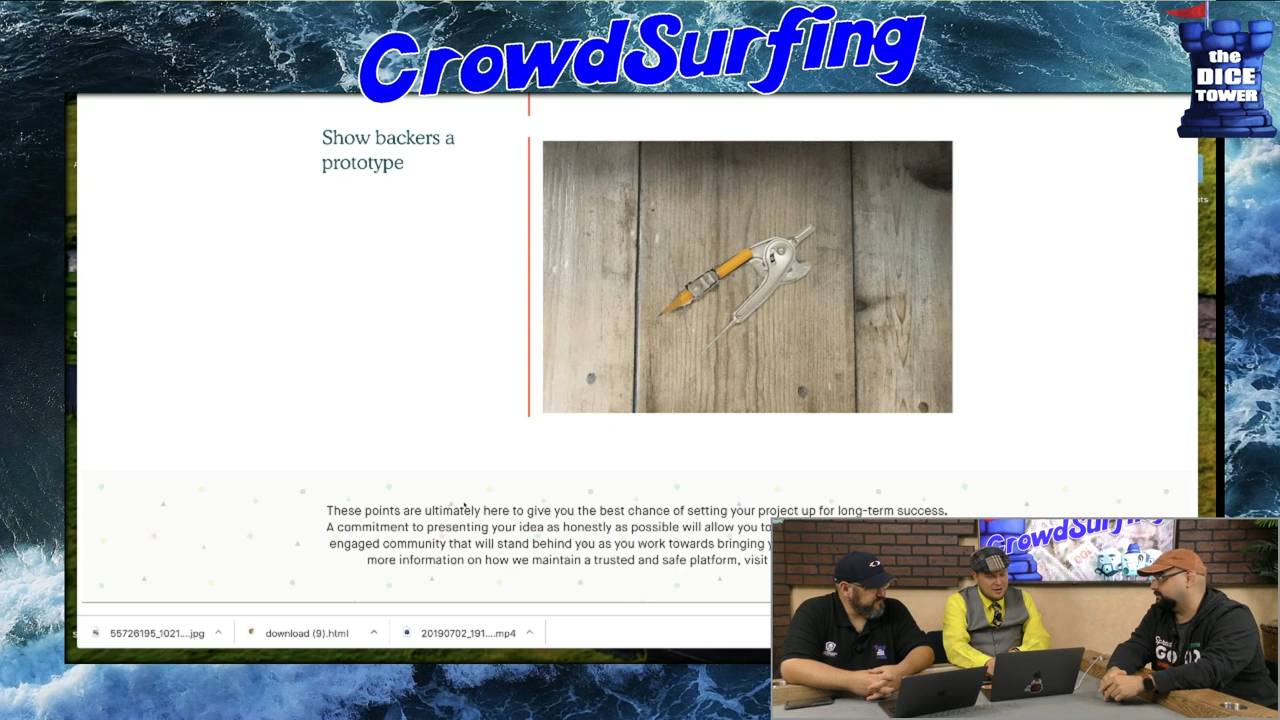 CrowdSurfing
the
DICE
TOWER
Show backers a
prototype
These points are ultimately here to give you the best chance of setting your project up for long-term success.
A commitment to presenting your idea as honestly as possible will allow you to
engaged community that will stand behind you as you work towards bringing
more information on how we maintain a trusted and safe platform, visit
55726195_1021....jpg
download (9).html
20190702_191....mp4
CrowdSurfing